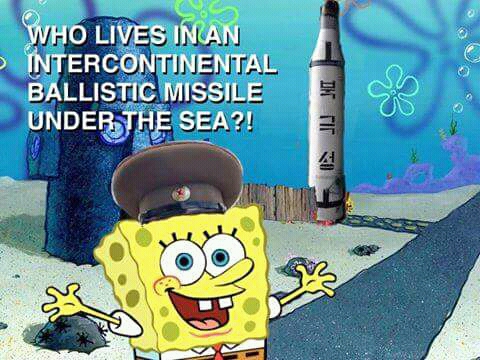 WHO LIVES IN AN
INTERCONTINENTAL
BALLISTIC MISSILE
UNDER THE SEA?!
북극성